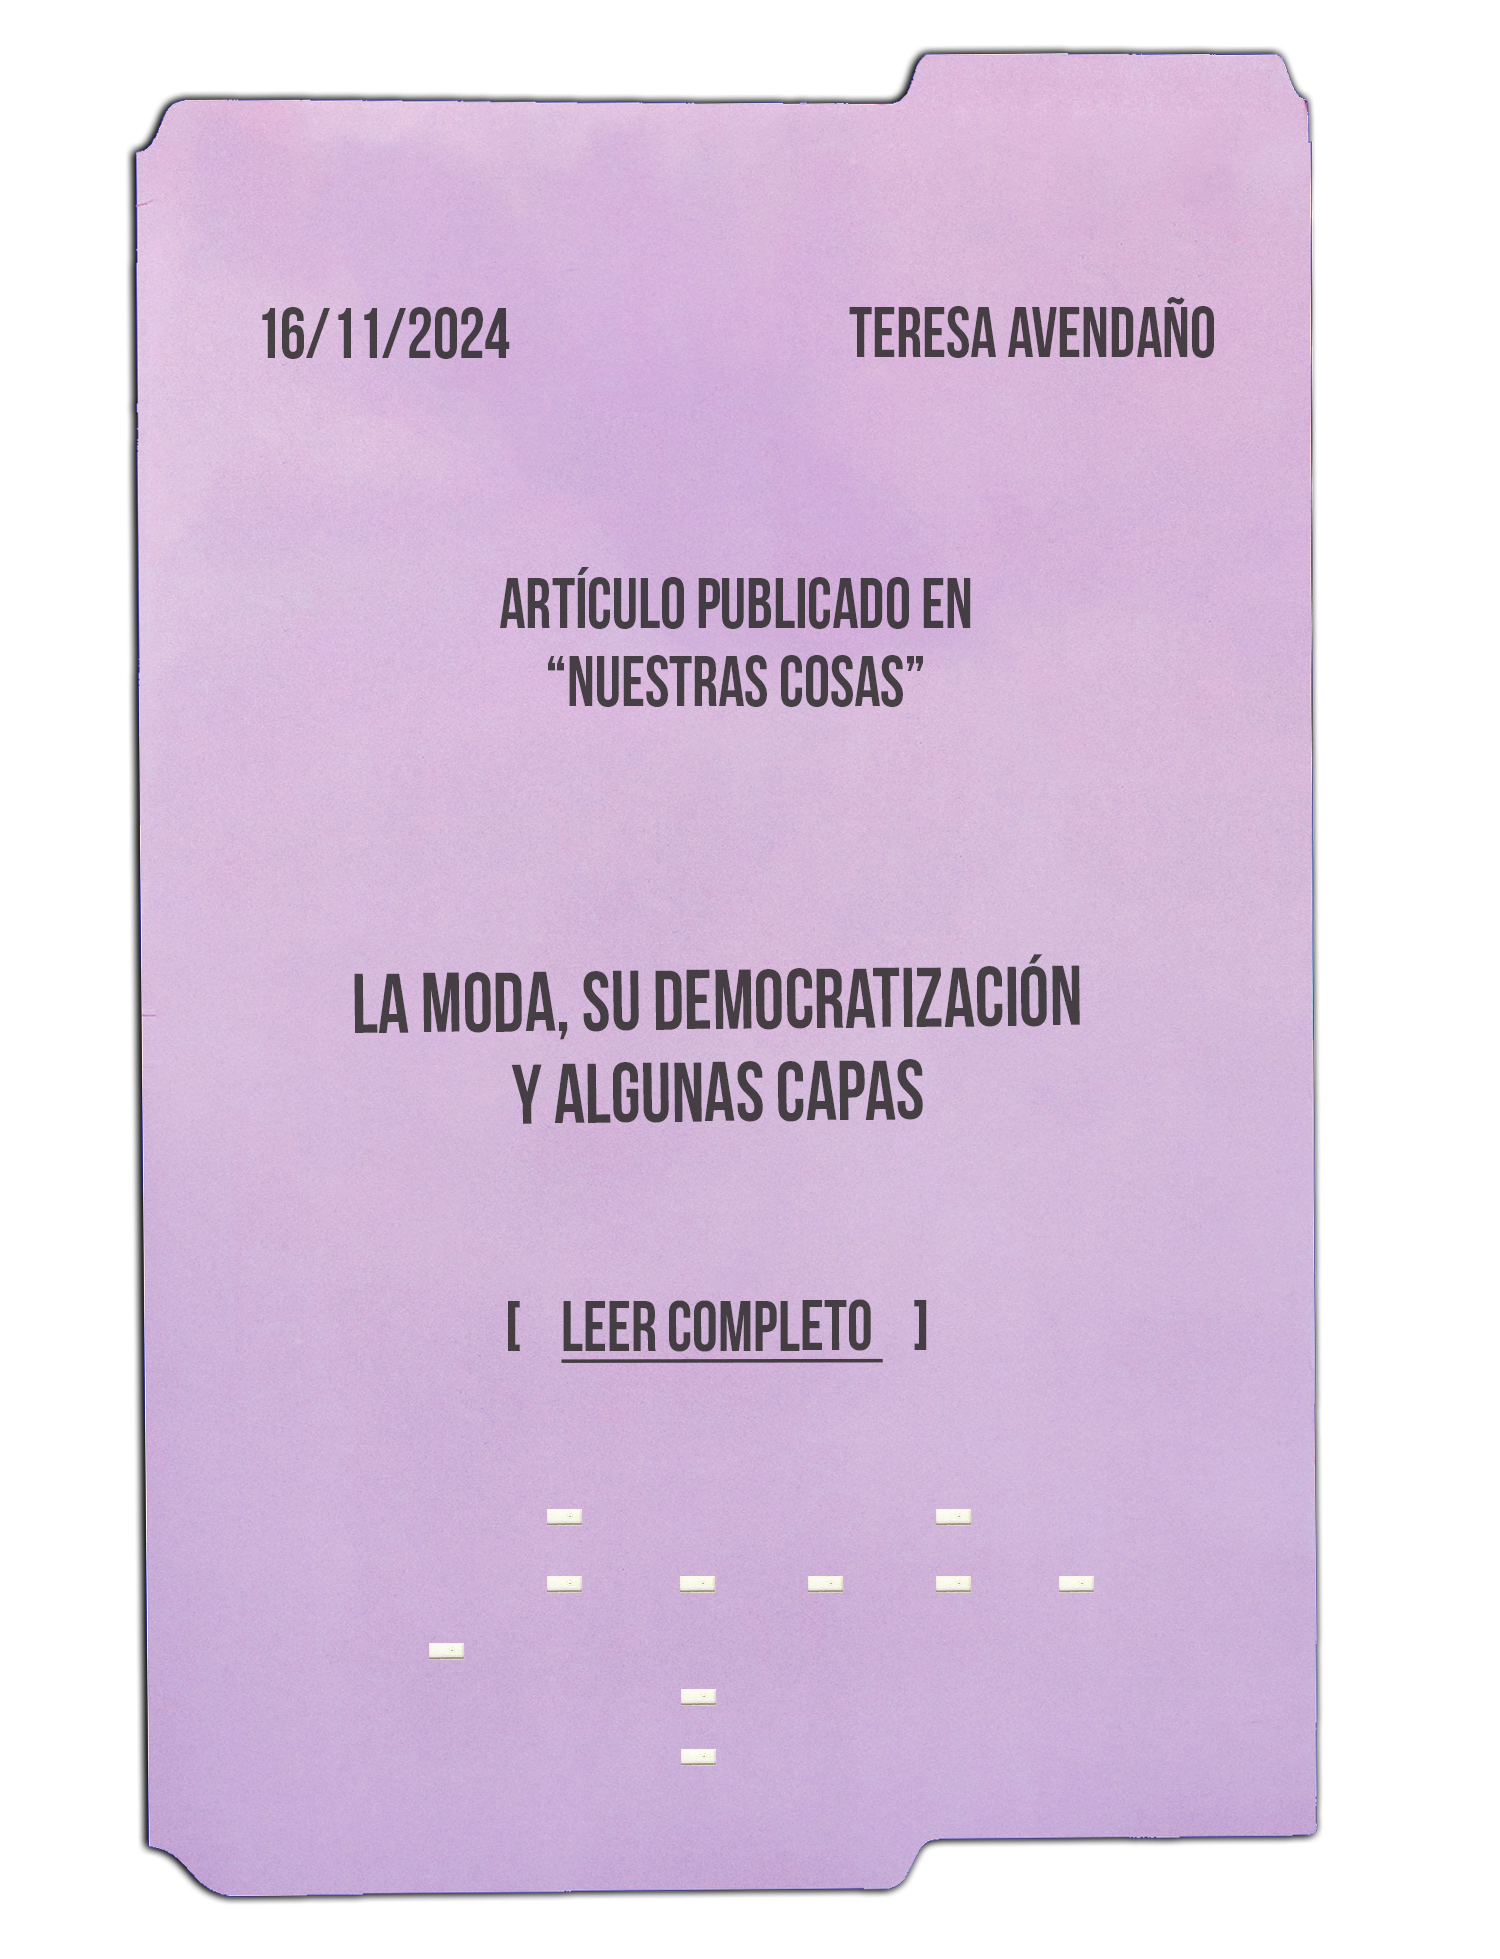 16/11/2024
TERESA AVENDAÑO
ARTÍCULO PUBLICADO EN
“NUESTRAS COSAS”
LA MODA, SU DEMOCRATIZACIÓN
Y ALGUNAS CAPAS
[ LEER COMPLETO ]